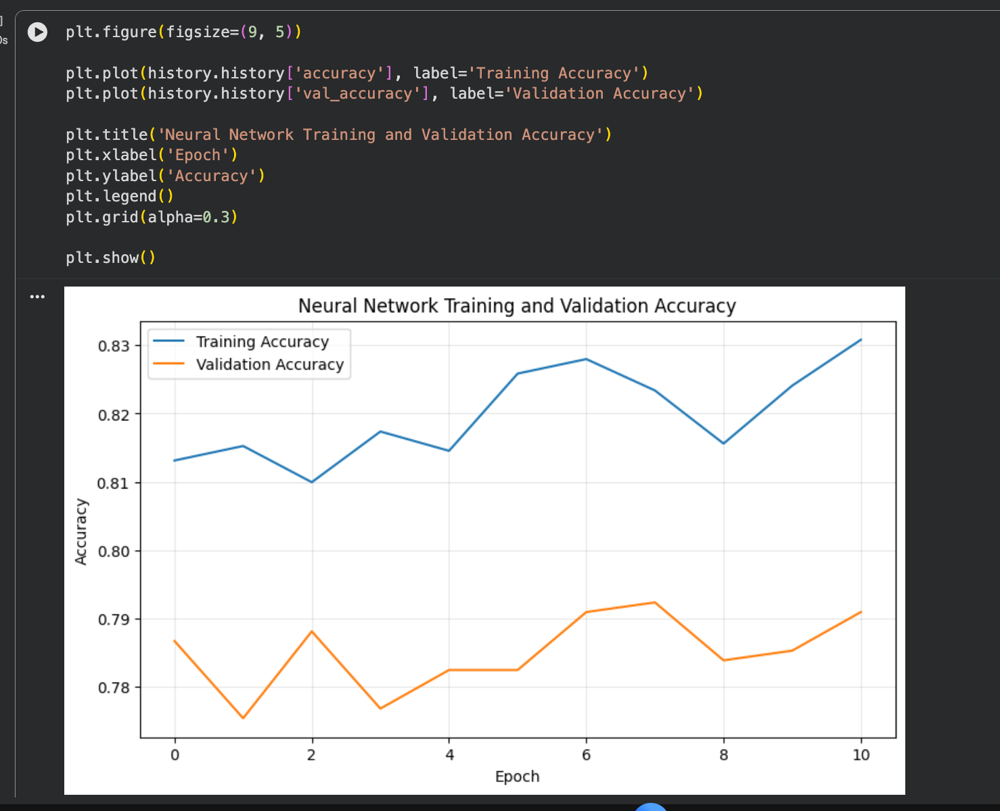 ]
0s
plt.figure(figsize=(9, 5))
plt.plot(history.history['accuracy'], label='Training Accuracy')
plt.plot(history.history['val_accuracy'], label='Validation Accuracy')
plt.title('Neural Network Training and Validation Accuracy')
plt.xlabel('Epoch')
plt.ylabel('Accuracy')
plt.legend()
plt.grid(alpha=0.3)
plt.show()
Neural Network Training and Validation Accuracy
Training Accuracy
Validation Accuracy
0.83
0.82
0.81
0.80
0.79
0.78
Accuracy
0 2 4 6 8 10
Epoch